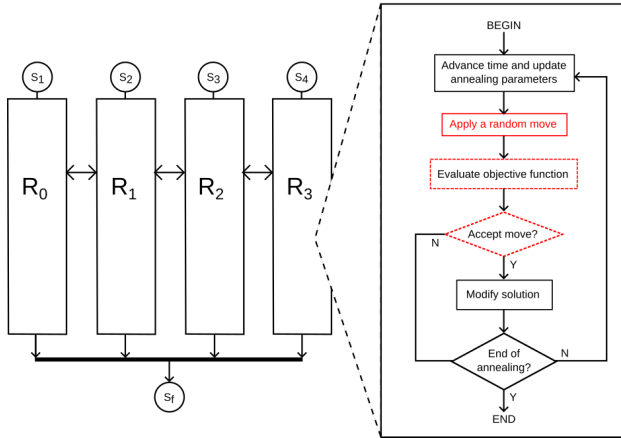 S1
S2
S3
S4
R0
R1
R2
R3
Sf
BEGIN
Advance time and update
annealing parameters
Apply a random move
Evaluate objective function
Accept move?
N
Y
Modify solution
End of
annealing?
N
Y
END